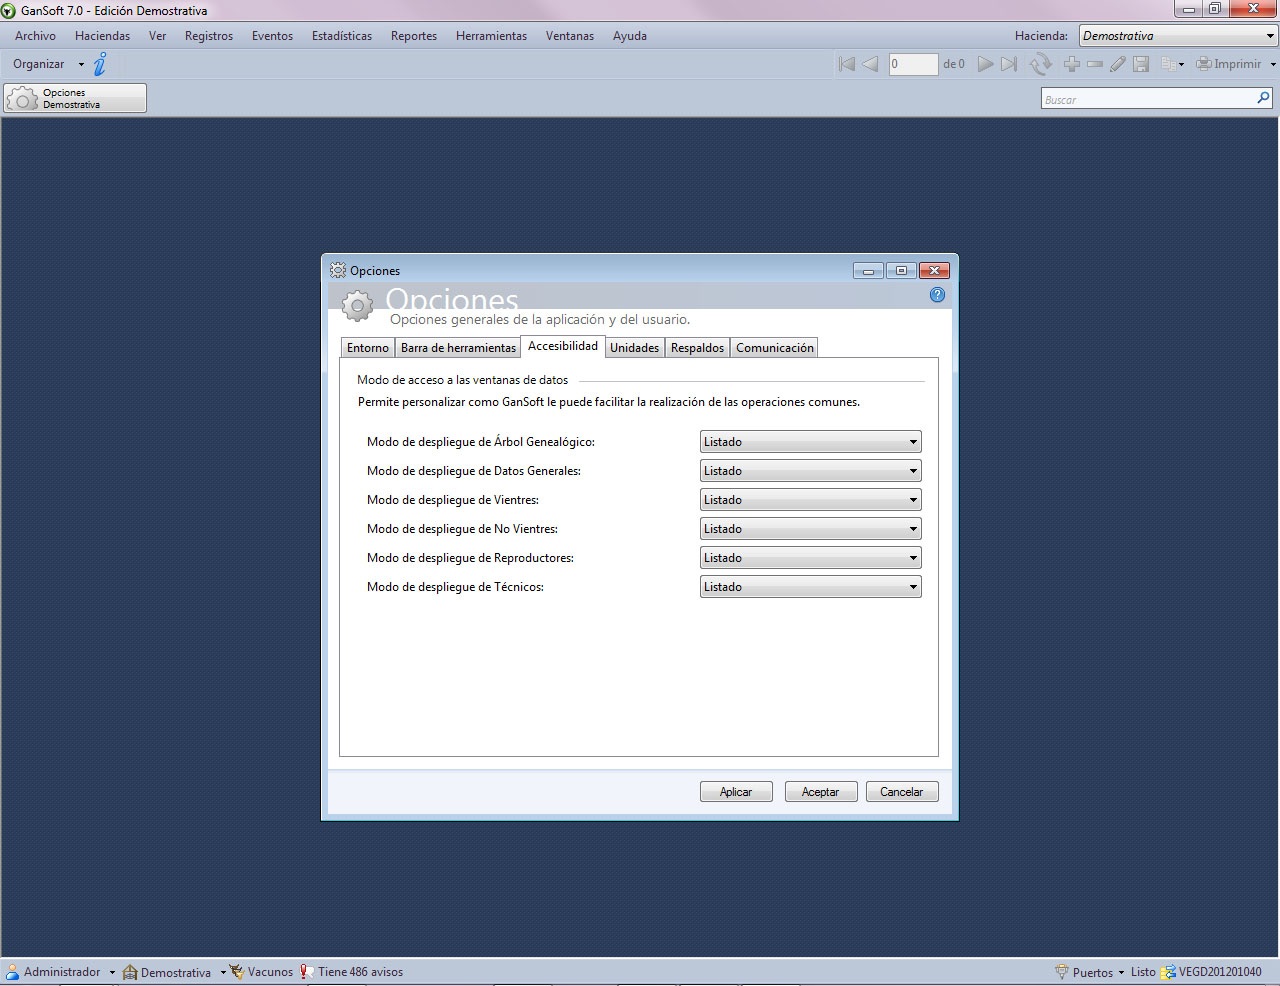 GanSoft 7.0 - Edición Demostrativa
Archivo Haciendas Ver Registros Eventos Estadísticas Reportes Herramientas Ventanas Ayuda Hacienda: Demostrativa
Organizar 0 de 0 Imprimir
Opciones
Demostrativa
Buscar
Opciones
Opciones
Opciones generales de la aplicación y del usuario.
Entorno Barra de herramientas Accesibilidad Unidades Respaldos Comunicación
Modo de acceso a las ventanas de datos
Permite personalizar como GanSoft le puede facilitar la realización de las operaciones comunes.
Modo de despliegue de Árbol Genealógico: Listado
Modo de despliegue de Datos Generales: Listado
Modo de despliegue de Vientres: Listado
Modo de despliegue de No Vientres: Listado
Modo de despliegue de Reproductores: Listado
Modo de despliegue de Técnicos: Listado
Aplicar Aceptar Cancelar
Administrador Demostrativa Vacunos Tiene 486 avisos Puertos Listo VEGD201201040